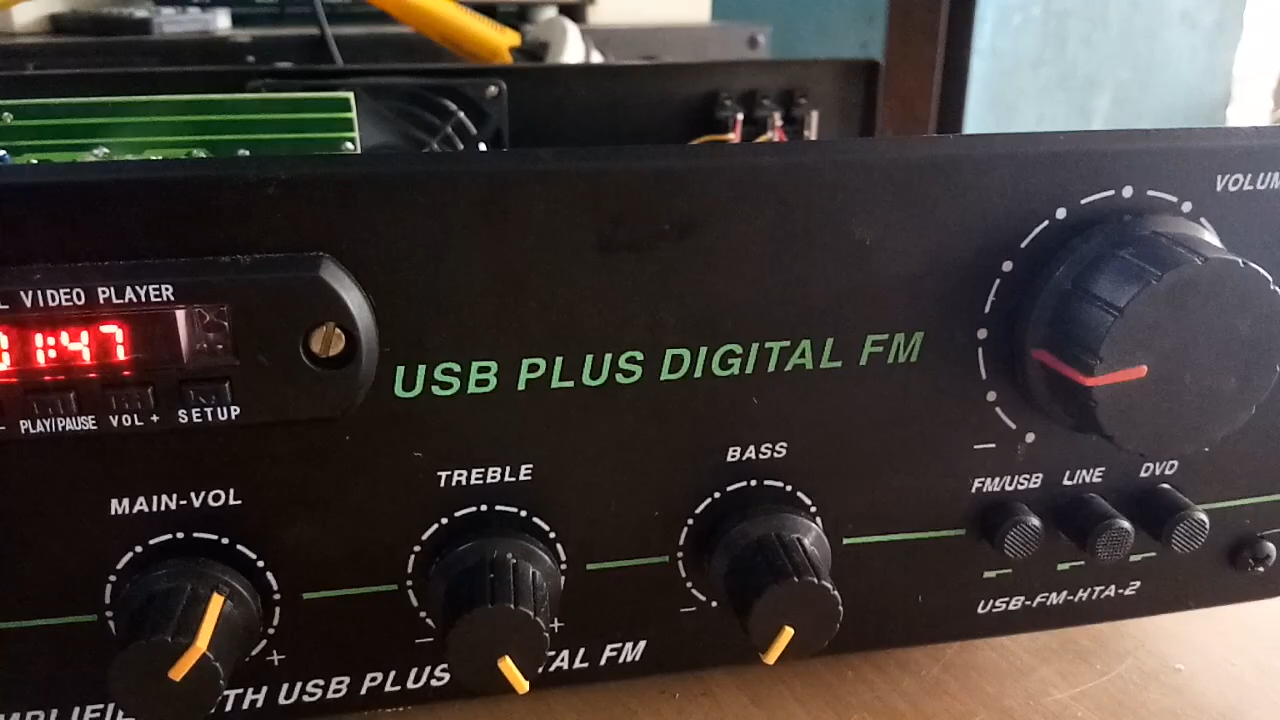 VOLUM
L VIDEO PLAYER
1:47
PLAY/PAUSE VOL + SETUP
USB PLUS DIGITAL FM
MAIN-VOL
TREBLE
BASS
FM/USB LINE DVD
USB-FM-HTA-2
MPLIFIE TH USB PLUS TAL FM